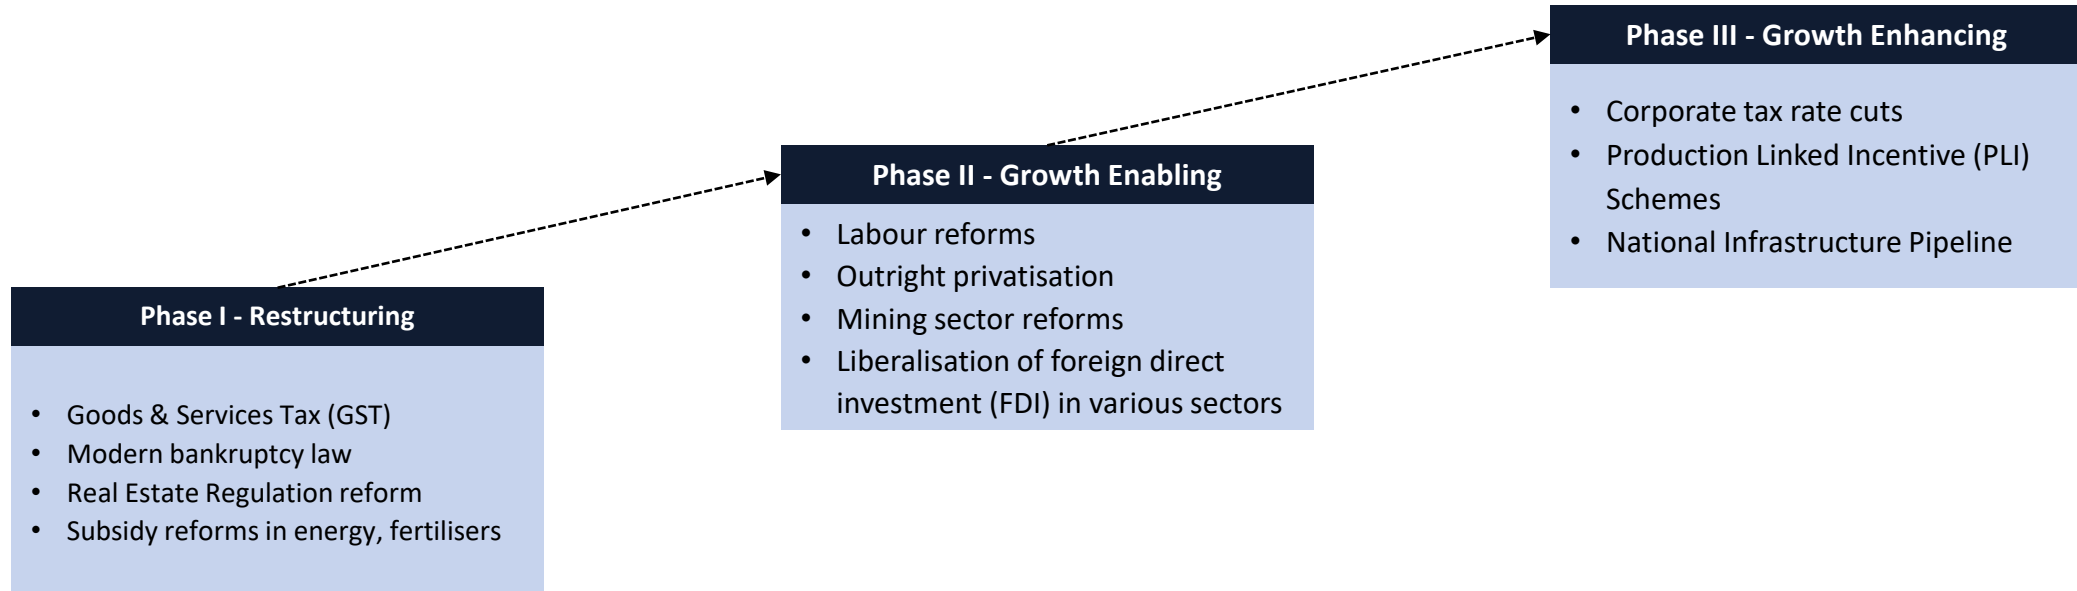 Phase I - Restructuring
• Goods & Services Tax (GST)
• Modern bankruptcy law
• Real Estate Regulation reform
• Subsidy reforms in energy, fertilisers
Phase II - Growth Enabling
• Labour reforms
• Outright privatisation
• Mining sector reforms
• Liberalisation of foreign direct
investment (FDI) in various sectors
Phase III - Growth Enhancing
• Corporate tax rate cuts
• Production Linked Incentive (PLI)
Schemes
• National Infrastructure Pipeline